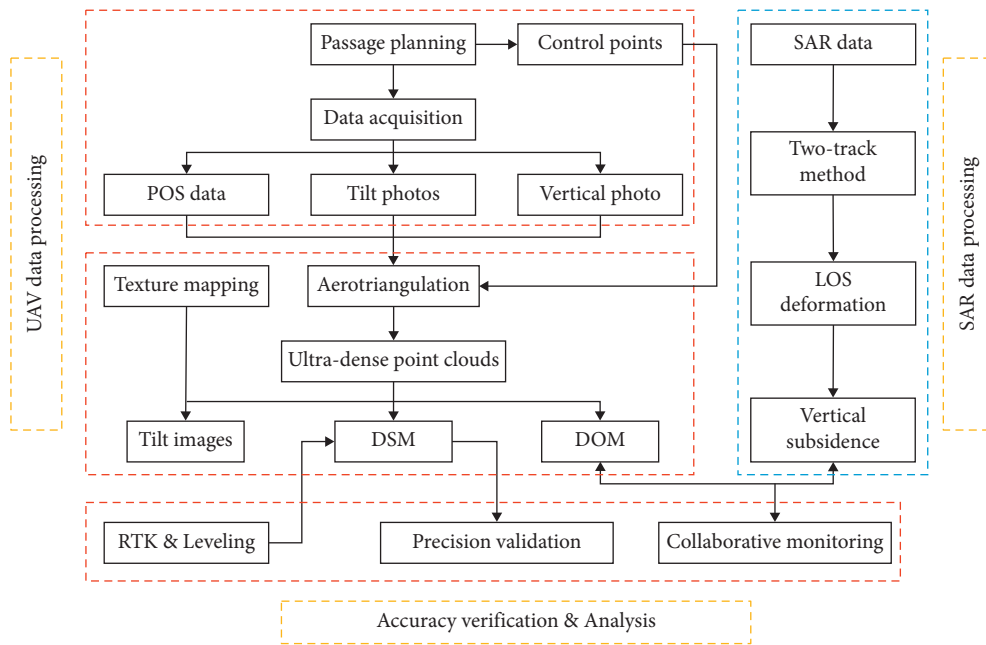 Passage planning
Control points
SAR data
Data acquisition
Two-track
method
POS data
Tilt photos
Vertical photo
UAV data processing
SAR data processing
Texture mapping
Aerotriangulation
LOS
deformation
Ultra-dense point clouds
Tilt images
DSM
DOM
Vertical
subsidence
RTK & Leveling
Precision validation
Collaborative monitoring
Accuracy verification & Analysis